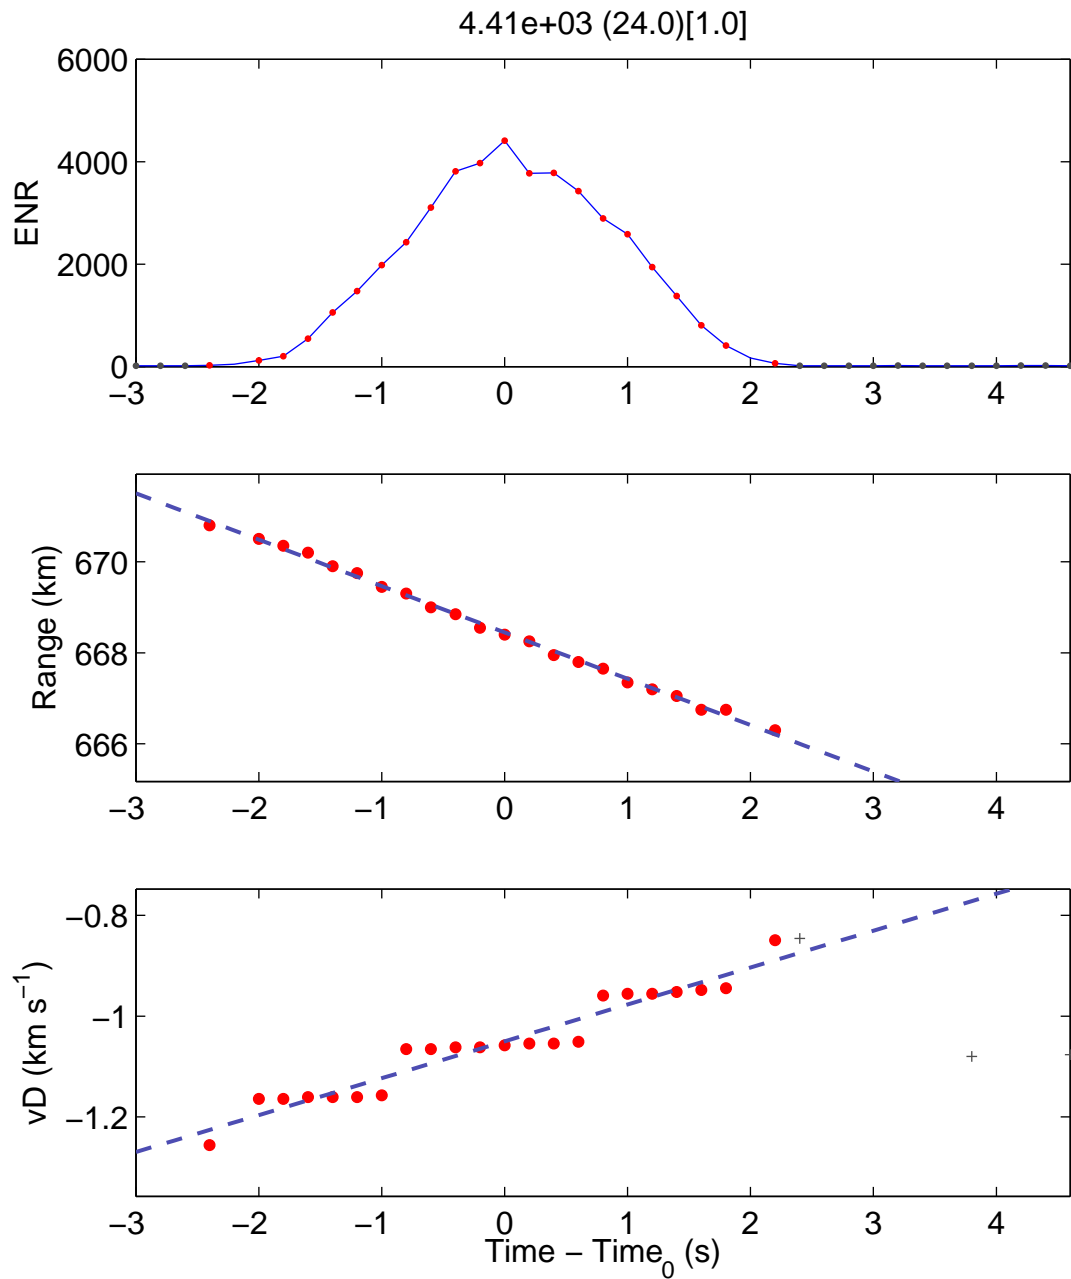 4.41e+03 (24.0)[1.0]
6000
4000
2000
0
ENR
−3 −2 −1 0 1 2 3 4
670
668
666
Range (km)
−3 −2 −1 0 1 2 3 4
−0.8
−1
−1.2
vD (km s−1)
−3 −2 −1 0 1 2 3 4
Time − Time0 (s)